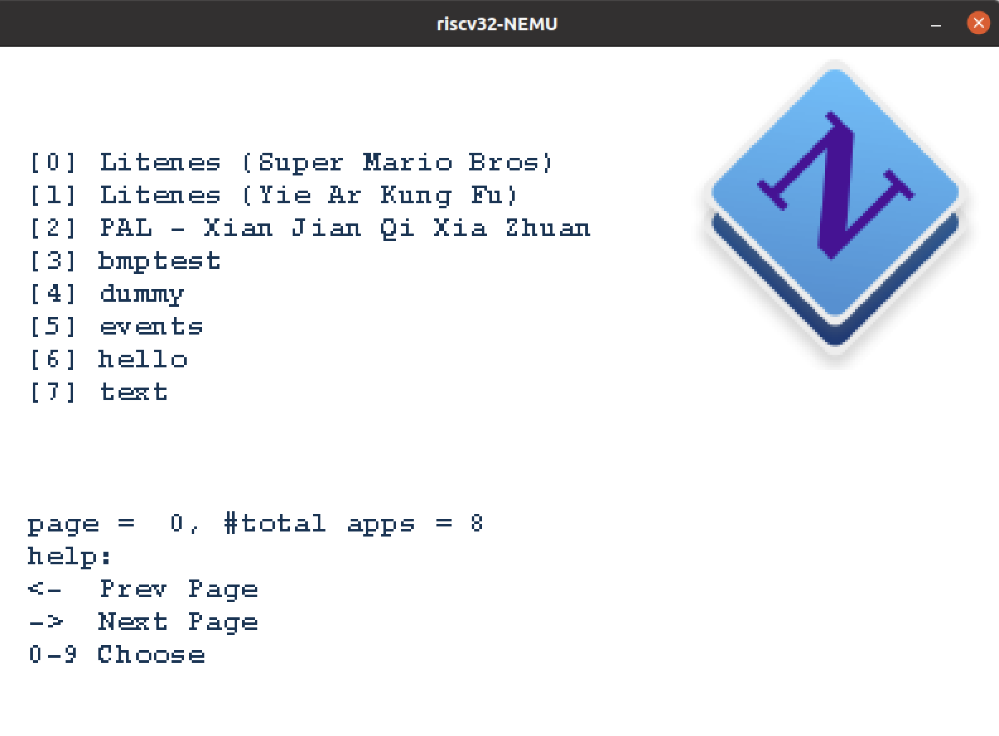 riscv32-NEMU
N
[0] Litenes (Super Mario Bros)
[1] Litenes (Yie Ar Kung Fu)
[2] PAL - Xian Jian Qi Xia Zhuan
[3] bmptest
[4] dummy
[5] events
[6] hello
[7] text
page =  0, #total apps = 8
help:
<-  Prev Page
->  Next Page
0-9 Choose